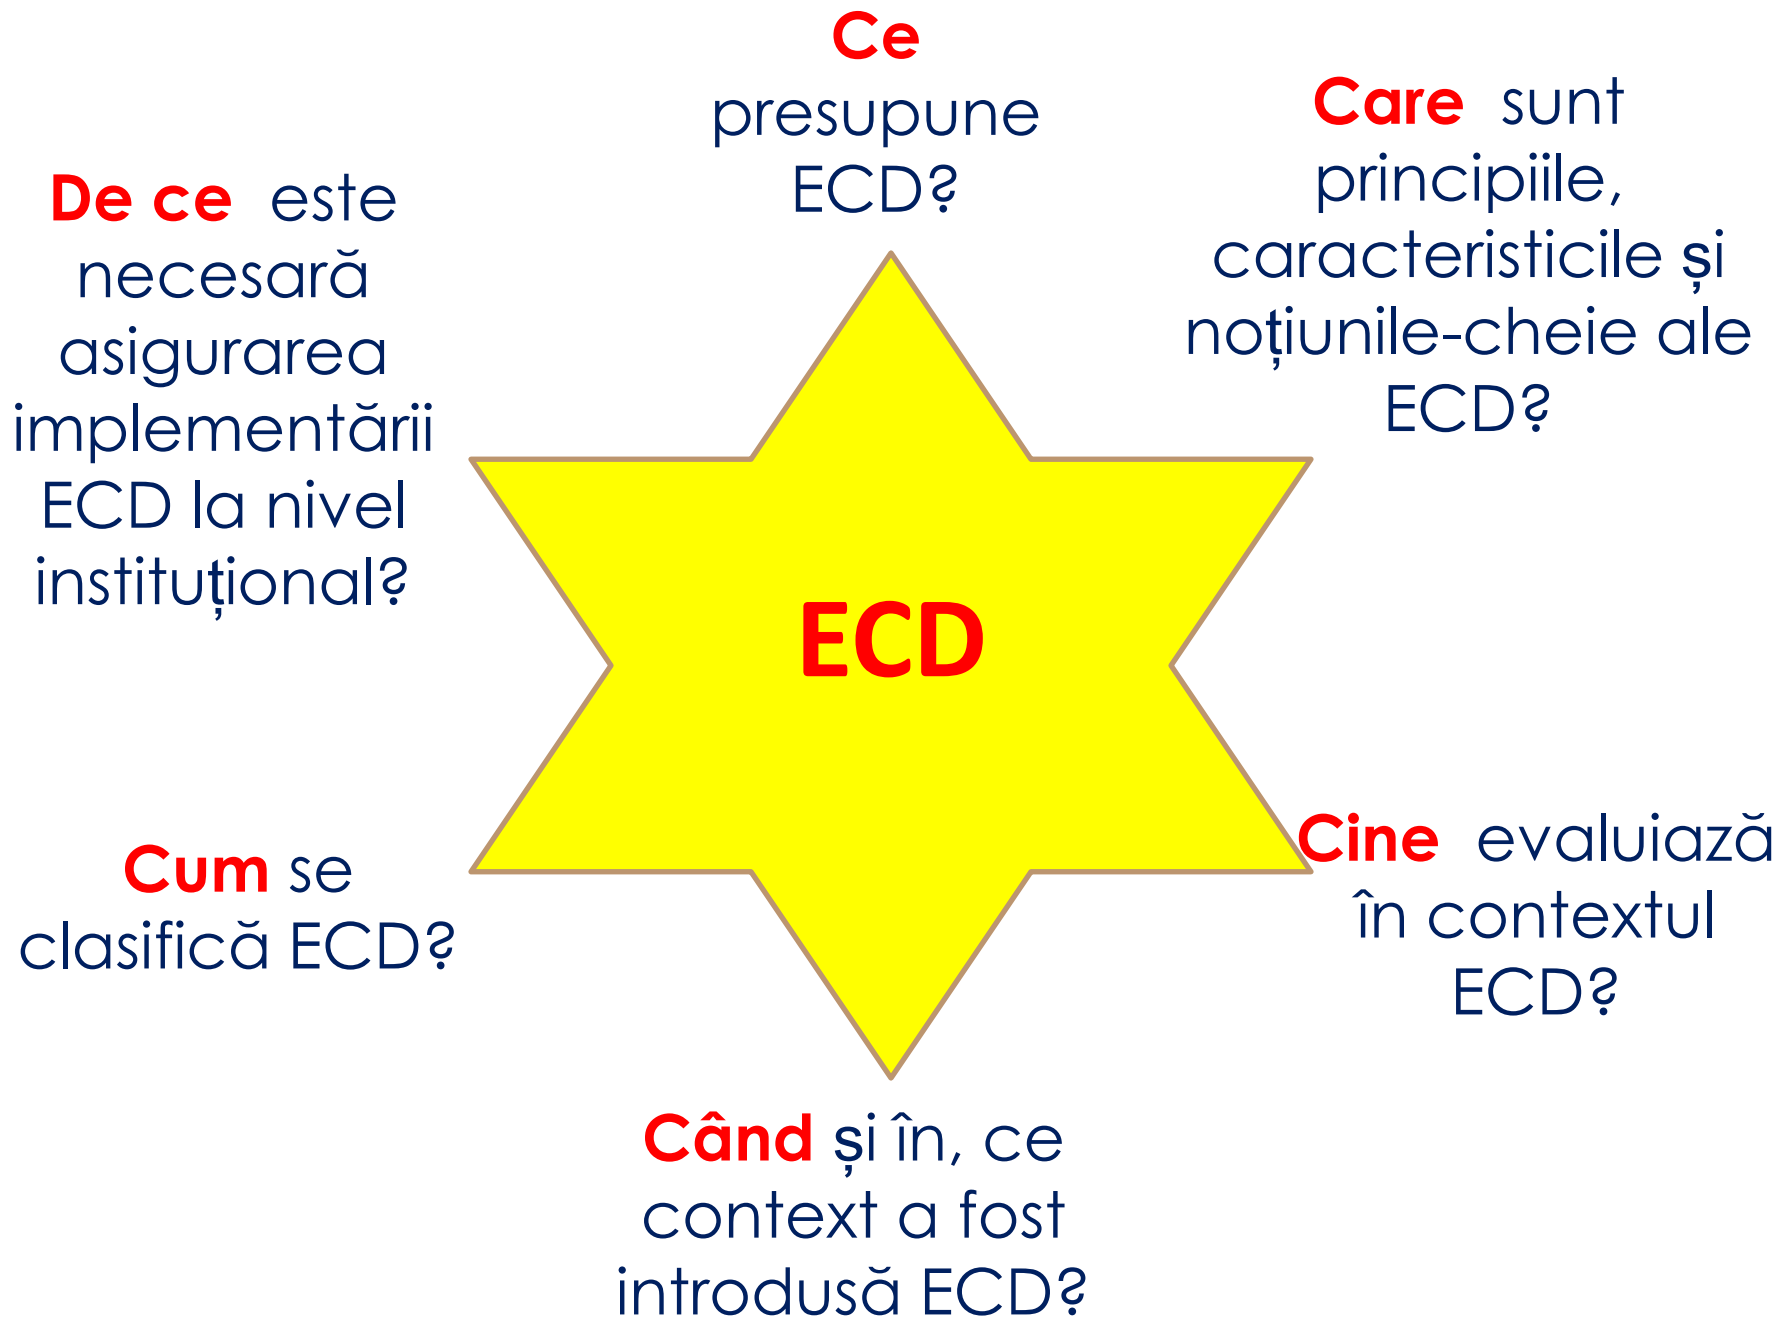 Ce
presupune
ECD?
Care sunt
principiile,
caracteristicile și
noțiunile-cheie ale
ECD?
De ce este
necesară
asigurarea
implementării
ECD la nivel
instituțional?
ECD
Cine evaluiază
în contextul
ECD?
Cum se
clasifică ECD?
Când și în, ce
context a fost
introdusă ECD?